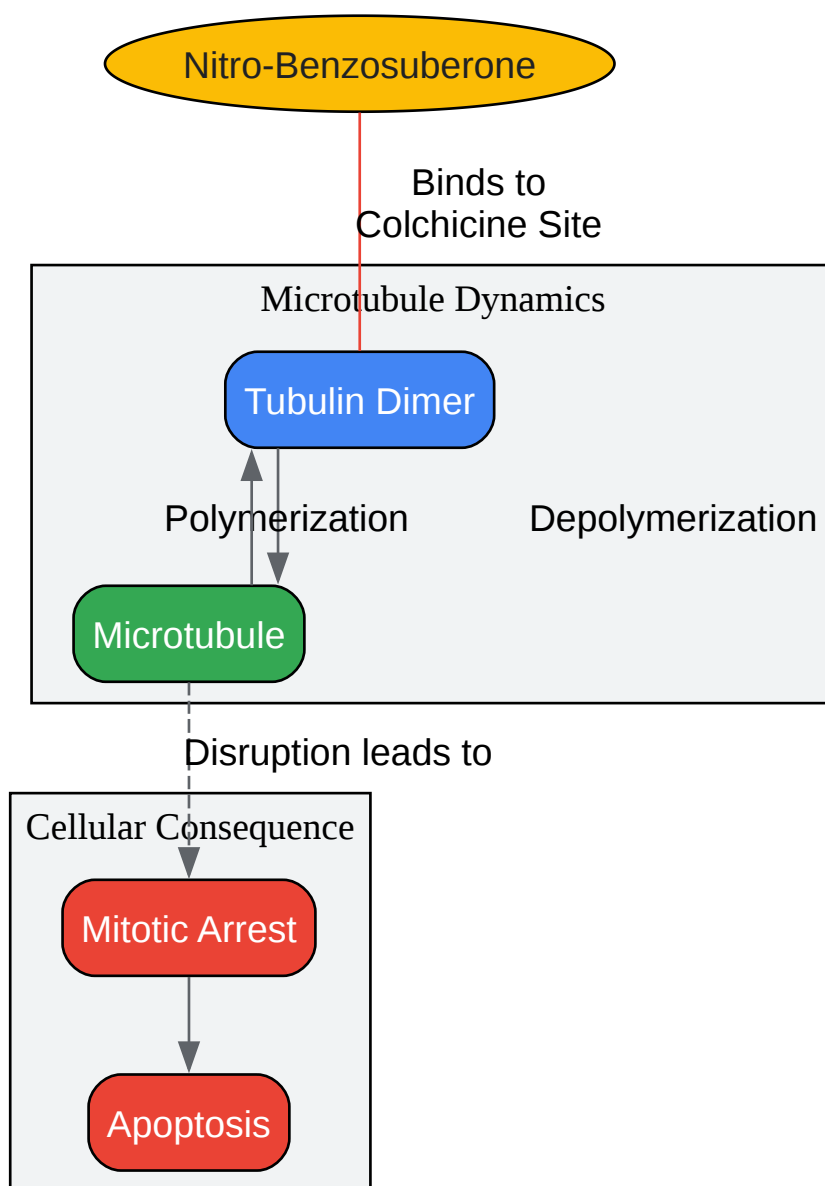 Nitro-Benzosuberone
Binds to
Colchicine Site
Microtubule Dynamics
Tubulin Dimer
Polymerization
Depolymerization
Microtubule
Disruption leads to
Cellular Consequence
Mitotic Arrest
Apoptosis